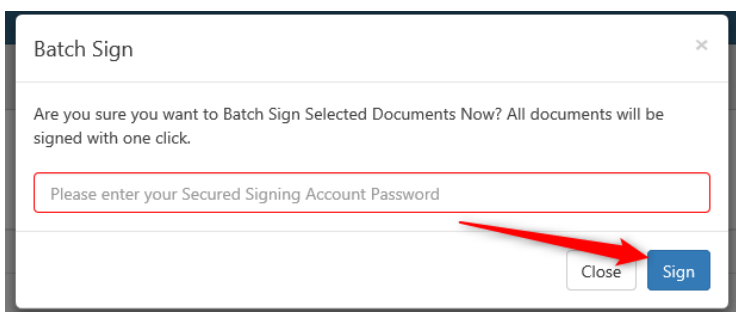 Batch Sign
×
Are you sure you want to Batch Sign Selected Documents Now? All documents will be
signed with one click.
Please enter your Secured Signing Account Password
Close
Sign